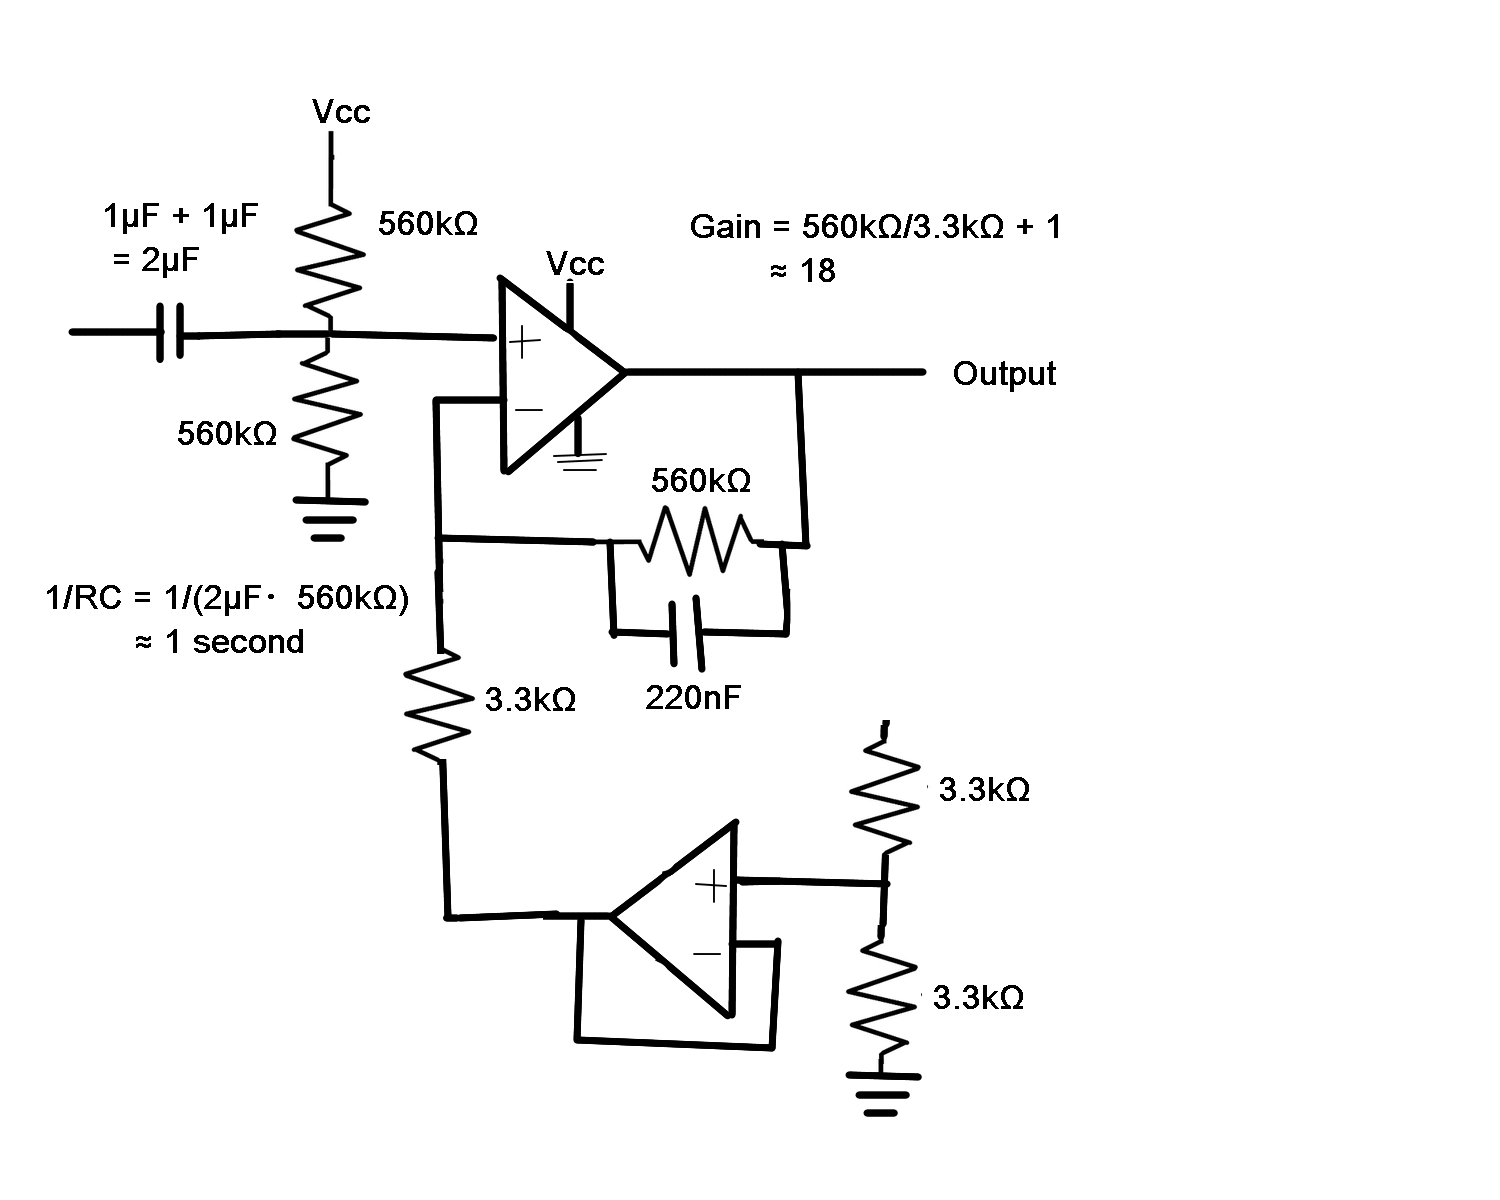 Vcc
1µF + 1µF
= 2µF
560kΩ
Gain = 560kΩ/3.3kΩ + 1
≈ 18
Vcc
+
−
Output
560kΩ
560kΩ
1/RC = 1/(2µF· 560kΩ)
≈ 1 second
3.3kΩ
220nF
3.3kΩ
+
−
3.3kΩ